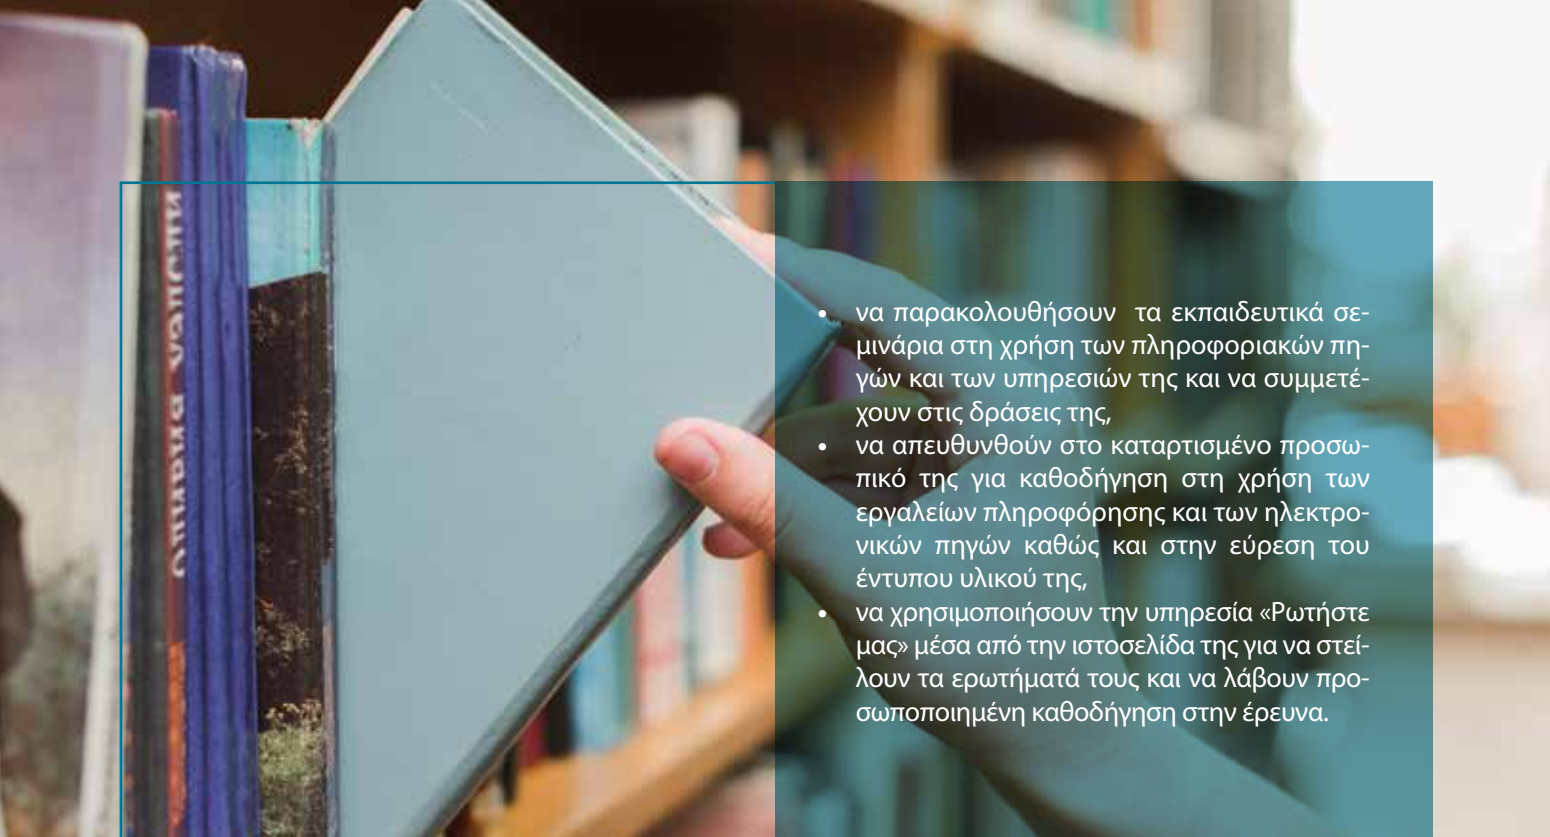 • να παρακολουθήσουν τα εκπαιδευτικά σε-
μινάρια στη χρήση των πληροφοριακών πη-
γών και των υπηρεσιών της και να συμμετέ-
χουν στις δράσεις της,
• να απευθυνθούν στο καταρτισμένο προσω-
πικό της για καθοδήγηση στη χρήση των
εργαλείων πληροφόρησης και των ηλεκτρο-
νικών πηγών καθώς και στην εύρεση του
έντυπου υλικού της,
• να χρησιμοποιήσουν την υπηρεσία «Ρωτήστε
μας» μέσα από την ιστοσελίδα της για να στεί-
λουν τα ερωτήματά τους και να λάβουν προ-
σωποποιημένη καθοδήγηση στην έρευνα.